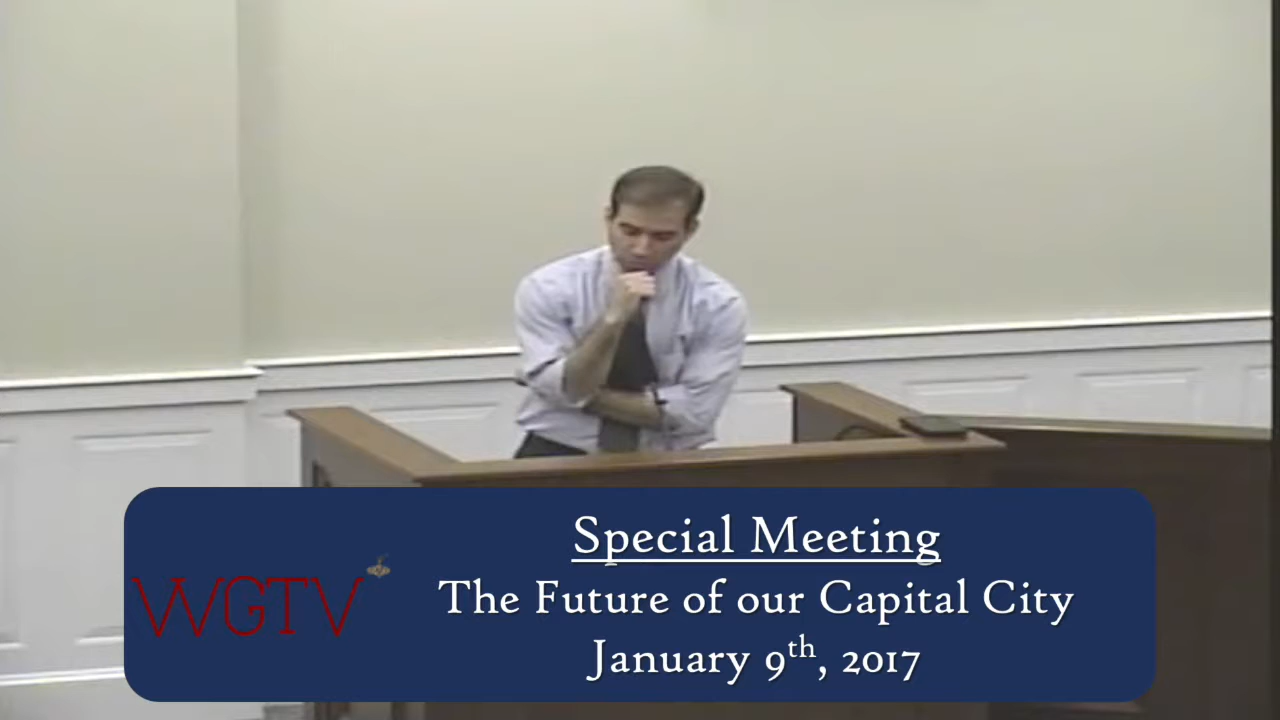 Special Meeting
WGTV
The Future of our Capital City
January 9th, 2017